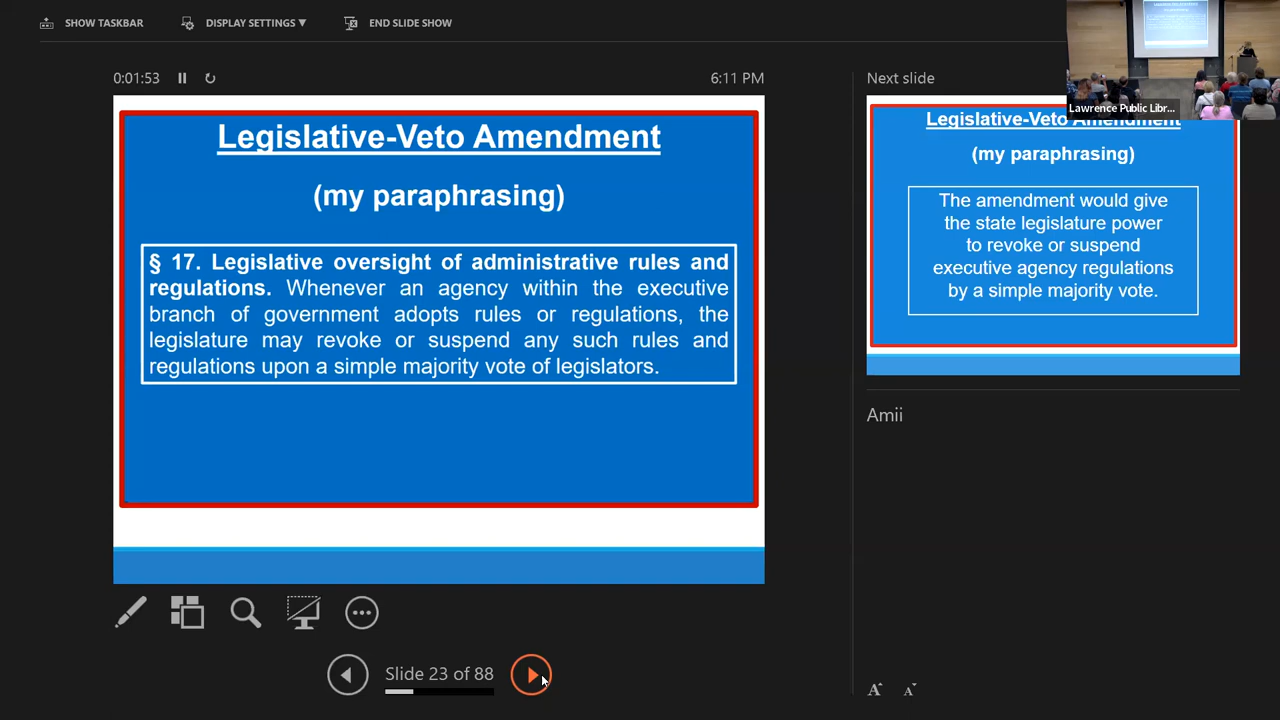 SHOW TASKBAR
DISPLAY SETTINGS ▼
END SLIDE SHOW
0:01:53
6:11 PM
Legislative-Veto Amendment
(my paraphrasing)
§ 17. Legislative oversight of administrative rules and
regulations. Whenever an agency within the executive
branch of government adopts rules or regulations, the
legislature may revoke or suspend any such rules and
regulations upon a simple majority vote of legislators.
Slide 23 of 88
Next slide
Lawrence Public Libr...
Legislative-Veto Amendment
(my paraphrasing)
The amendment would give
the state legislature power
to revoke or suspend
executive agency regulations
by a simple majority vote.
Amii
A A